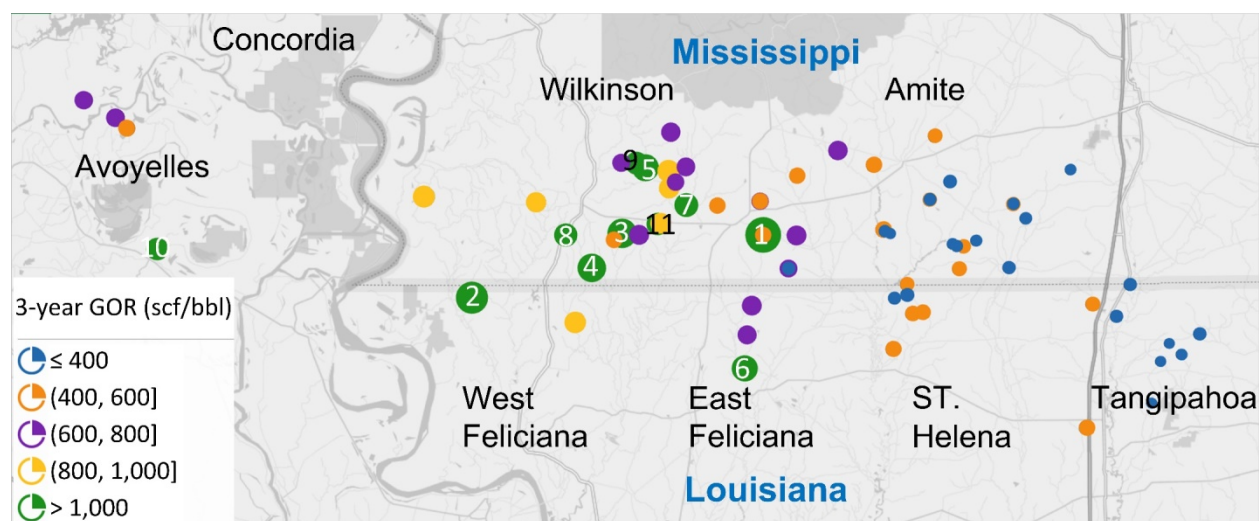 Concordia
Mississippi
Wilkinson
Amite
Avoyelles
9
5
7
11
10
8
3
1
4
2
6
3-year GOR (scf/bbl)
≤ 400
(400, 600]
(600, 800]
(800, 1,000]
> 1,000
West
Feliciana
East
Feliciana
ST.
Helena
Tangipahoa
Louisiana